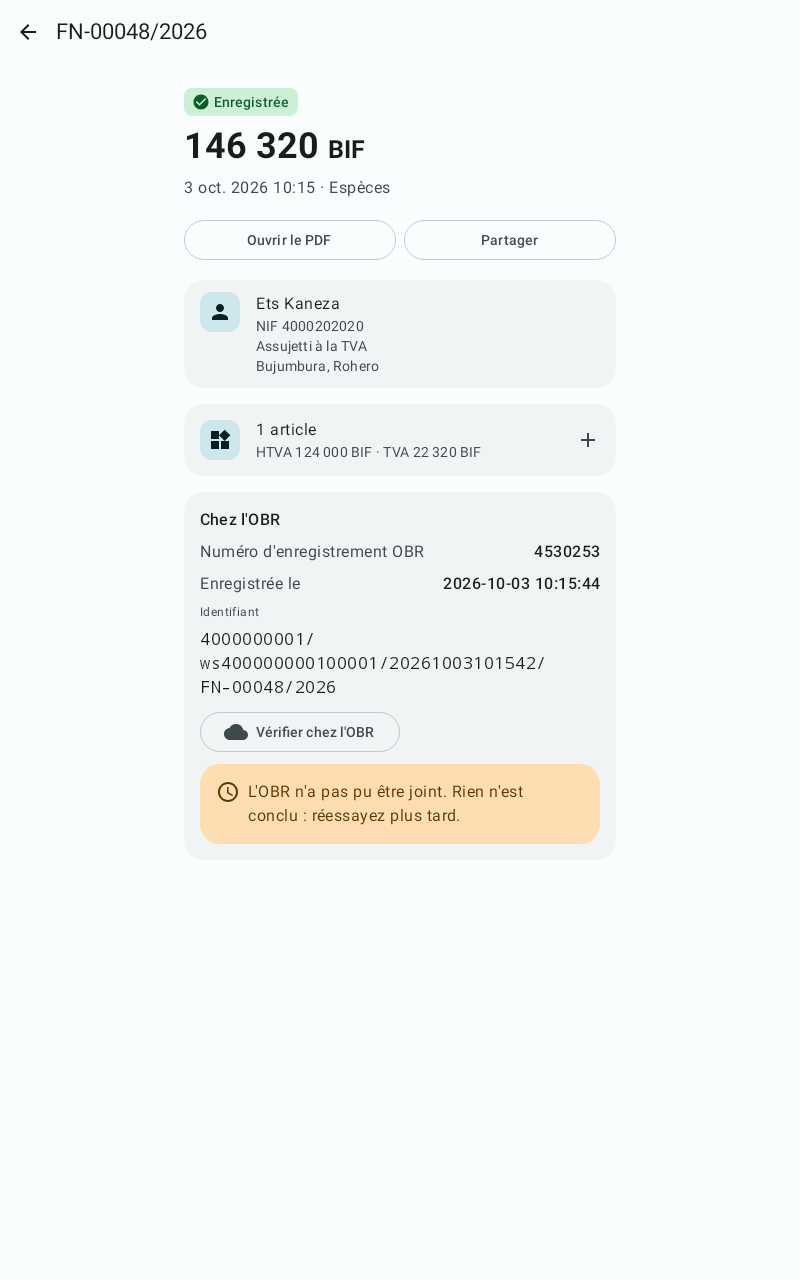 FN-00048/2026
Enregistrée
146 320 BIF
3 oct. 2026 10:15 · Espèces
Ouvrir le PDF
Partager
Ets Kaneza
NIF 4000202020
Assujetti à la TVA
Bujumbura, Rohero
1 article
HTVA 124 000 BIF · TVA 22 320 BIF
Chez l'OBR
Numéro d'enregistrement OBR 4530253
Enregistrée le 2026-10-03 10:15:44
Identifiant
4000000001/
ws400000000100001/20261003101542/
FN-00048/2026
Vérifier chez l'OBR
L'OBR n'a pas pu être joint. Rien n'est
conclu : réessayez plus tard.